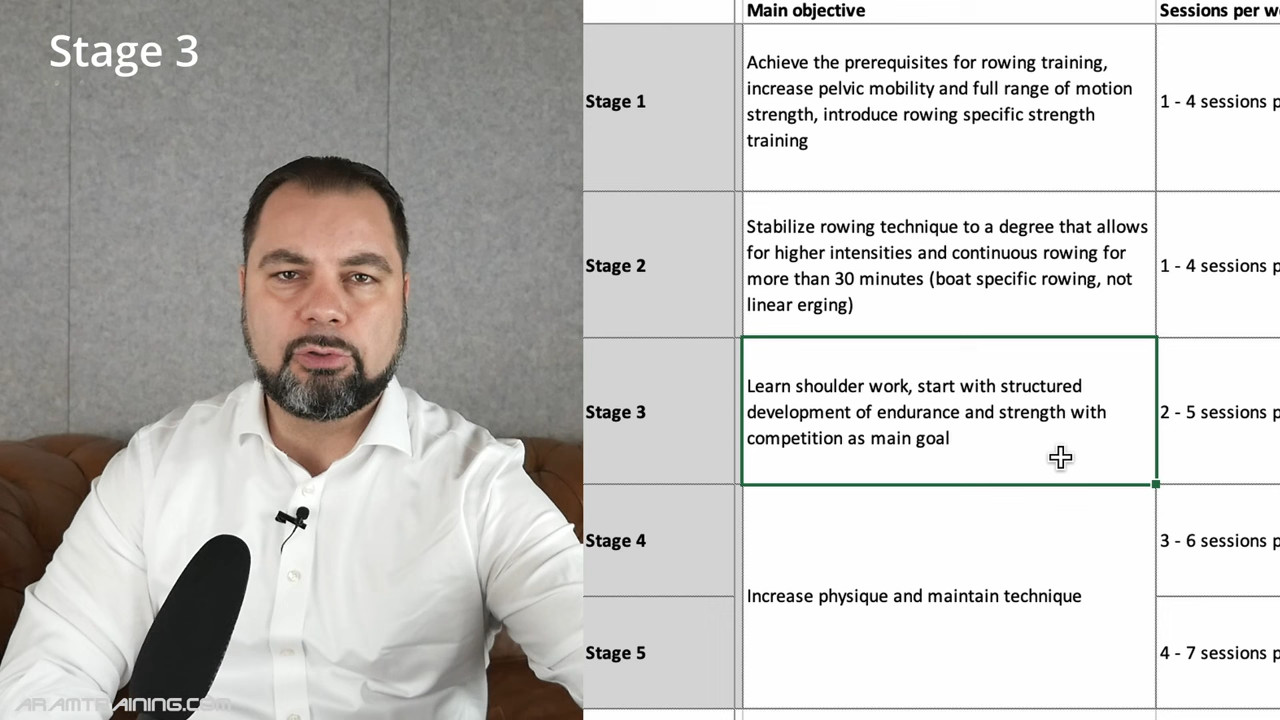 Stage 3
Main objective
Sessions per we
Stage 1
Achieve the prerequisites for rowing training,
increase pelvic mobility and full range of motion
strength, introduce rowing specific strength
training
1 - 4 sessions p
Stage 2
Stabilize rowing technique to a degree that allows
for higher intensities and continuous rowing for
more than 30 minutes (boat specific rowing, not
linear erging)
1 - 4 sessions p
Stage 3
Learn shoulder work, start with structured
development of endurance and strength with
competition as main goal
2 - 5 sessions p
Stage 4
3 - 6 sessions p
Increase physique and maintain technique
Stage 5
4 - 7 sessions p
ARAMTRAINING.COM